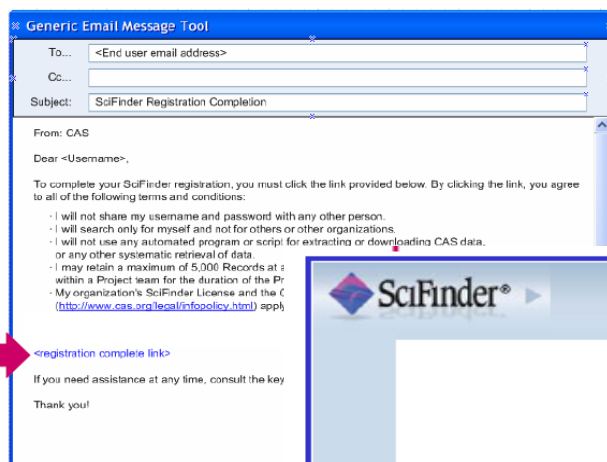 Generic Email Message Tool
To...
<End user email address>
Cc...
Subject:
SciFinder Registration Completion
From: CAS
Dear <Username>,
To complete your SciFinder registration, you must click the link provided below. By clicking the link, you agree
to all of the following terms and conditions:
· I will not share my username and password with any other person.
· I will search only for myself and not for others or other organizations.
· I will not use any automated program or script for extracting or downloading CAS data,
or any other systematic retrieval of data.
· I may retain a maximum of 5,000 Records at a
within a Project team for the duration of the Pr
· My organization's SciFinder License and the
(http://www.cas.org/legal/infopolicy.html) apply
<registration complete link>
If you need assistance at any time, consult the key
Thank you!
SciFinder®